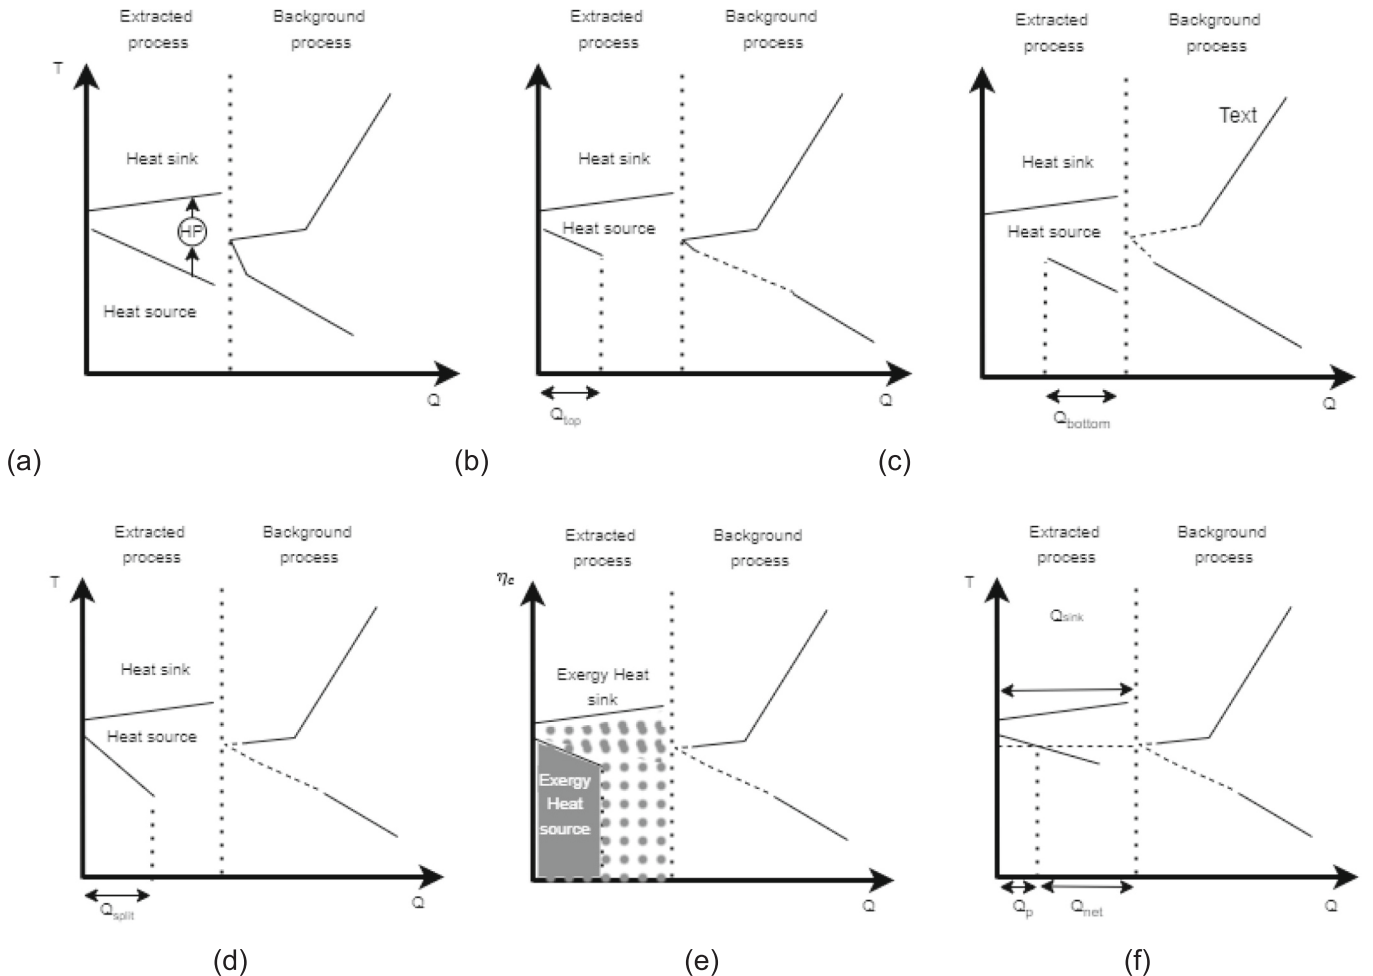 Extracted process
Background process
T
Heat sink
HP
Heat source
Q
(a)
Extracted process
Background process
Heat sink
Heat source
Q
Qtop
(b)
Extracted process
Background process
Text
Heat sink
Heat source
Q
Qbottom
(c)
Extracted process
Background process
T
Heat sink
Heat source
Q
Qsplit
(d)
Extracted process
Background process
ηc
Exergy Heat sink
Exergy Heat source
Q
(e)
Extracted process
Background process
T
Qsink
Q
Qp
Qnet
(f)